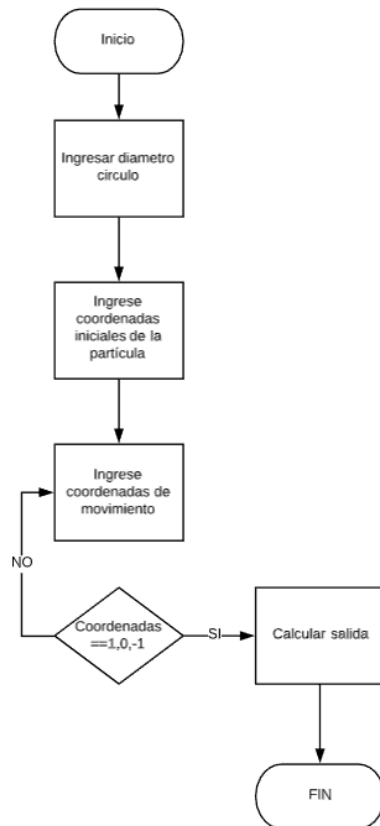 Inicio
Ingresar diametro
circulo
Ingrese
coordenadas
iniciales de la
partícula
Ingrese
coordenadas de
movimiento
NO
Coordenadas
==1,0,-1
SI
Calcular salida
FIN